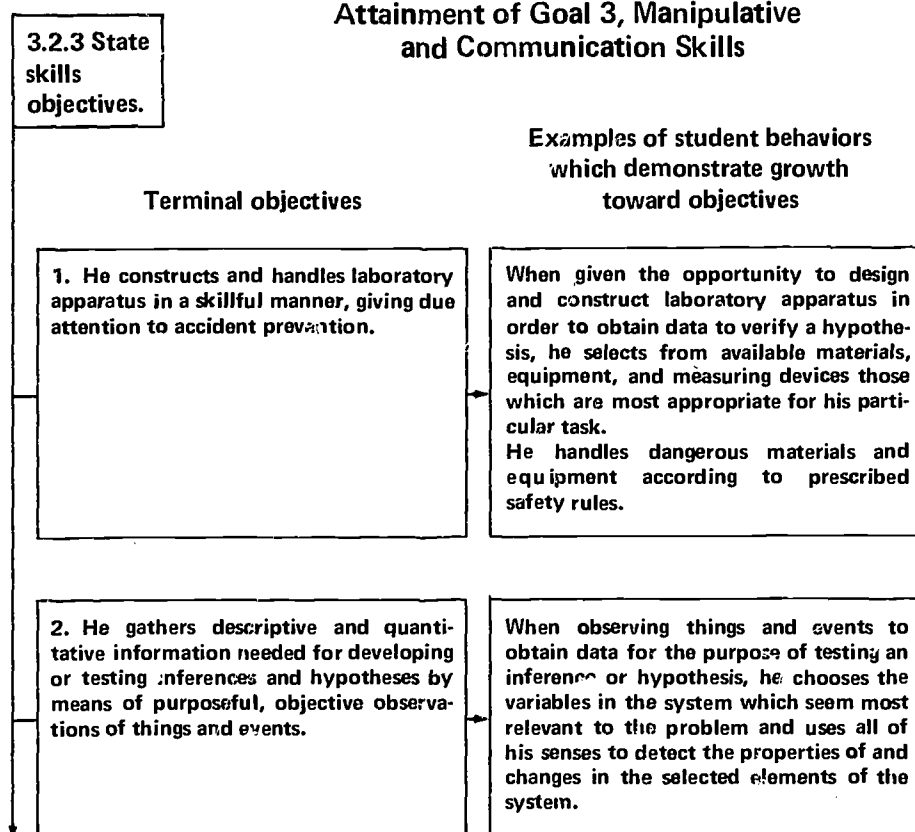 Attainment of Goal 3, Manipulative
and Communication Skills
3.2.3 State
skills
objectives.
Terminal objectives
Examples of student behaviors
which demonstrate growth
toward objectives
1. He constructs and handles laboratory
apparatus in a skillful manner, giving due
attention to accident prevention.
When given the opportunity to design
and construct laboratory apparatus in
order to obtain data to verify a hypothe-
sis, he selects from available materials,
equipment, and measuring devices those
which are most appropriate for his parti-
cular task.
He handles dangerous materials and
equipment according to prescribed
safety rules.
2. He gathers descriptive and quanti-
tative information needed for developing
or testing inferences and hypotheses by
means of purposeful, objective observa-
tions of things and events.
When observing things and events to
obtain data for the purpose of testing an
inference or hypothesis, he chooses the
variables in the system which seem most
relevant to the problem and uses all of
his senses to detect the properties of and
changes in the selected elements of the
system.